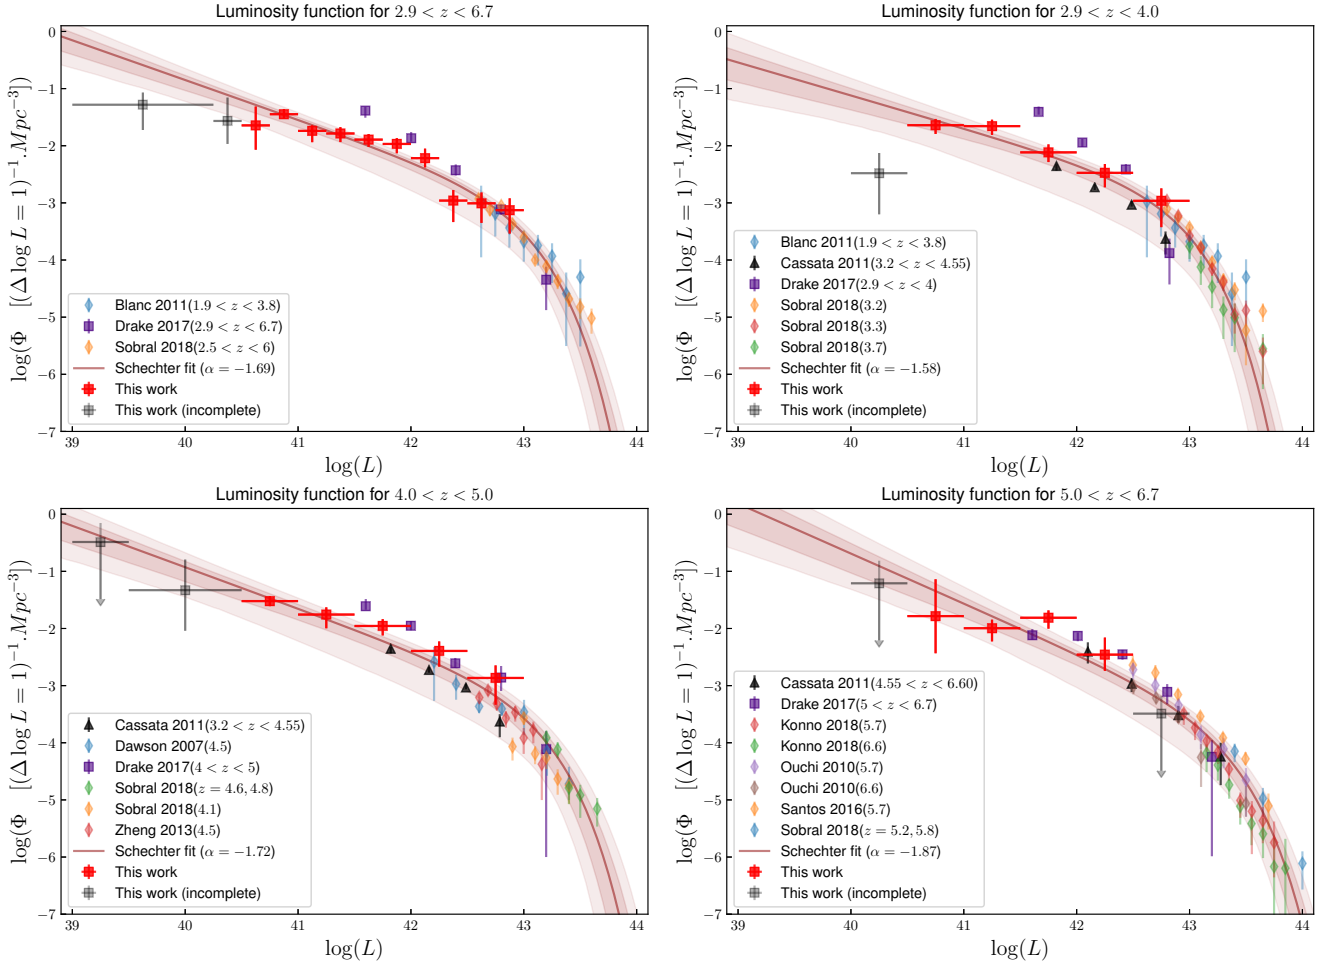 Luminosity function for 2.9 < z < 6.7
log(Φ [(Δ log L = 1)⁻¹.Mpc⁻³])
0
−1
−2
−3
−4
−5
−6
−7
Blanc 2011(1.9 < z < 3.8)
Drake 2017(2.9 < z < 6.7)
Sobral 2018(2.5 < z < 6)
Schechter fit (α = −1.69)
This work
This work (incomplete)
39 40 41 42 43 44
log(L)
Luminosity function for 2.9 < z < 4.0
log(Φ [(Δ log L = 1)⁻¹.Mpc⁻³])
0
−1
−2
−3
−4
−5
−6
−7
Blanc 2011(1.9 < z < 3.8)
Cassata 2011(3.2 < z < 4.55)
Drake 2017(2.9 < z < 4)
Sobral 2018(3.2)
Sobral 2018(3.3)
Sobral 2018(3.7)
Schechter fit (α = −1.58)
This work
This work (incomplete)
39 40 41 42 43 44
log(L)
Luminosity function for 4.0 < z < 5.0
log(Φ [(Δ log L = 1)⁻¹.Mpc⁻³])
0
−1
−2
−3
−4
−5
−6
−7
Cassata 2011(3.2 < z < 4.55)
Dawson 2007(4.5)
Drake 2017(4 < z < 5)
Sobral 2018(z = 4.6, 4.8)
Sobral 2018(4.1)
Zheng 2013(4.5)
Schechter fit (α = −1.72)
This work
This work (incomplete)
39 40 41 42 43 44
log(L)
Luminosity function for 5.0 < z < 6.7
log(Φ [(Δ log L = 1)⁻¹.Mpc⁻³])
0
−1
−2
−3
−4
−5
−6
−7
Cassata 2011(4.55 < z < 6.60)
Drake 2017(5 < z < 6.7)
Konno 2018(5.7)
Konno 2018(6.6)
Ouchi 2010(5.7)
Ouchi 2010(6.6)
Santos 2016(5.7)
Sobral 2018(z = 5.2, 5.8)
Schechter fit (α = −1.87)
This work
This work (incomplete)
39 40 41 42 43 44
log(L)